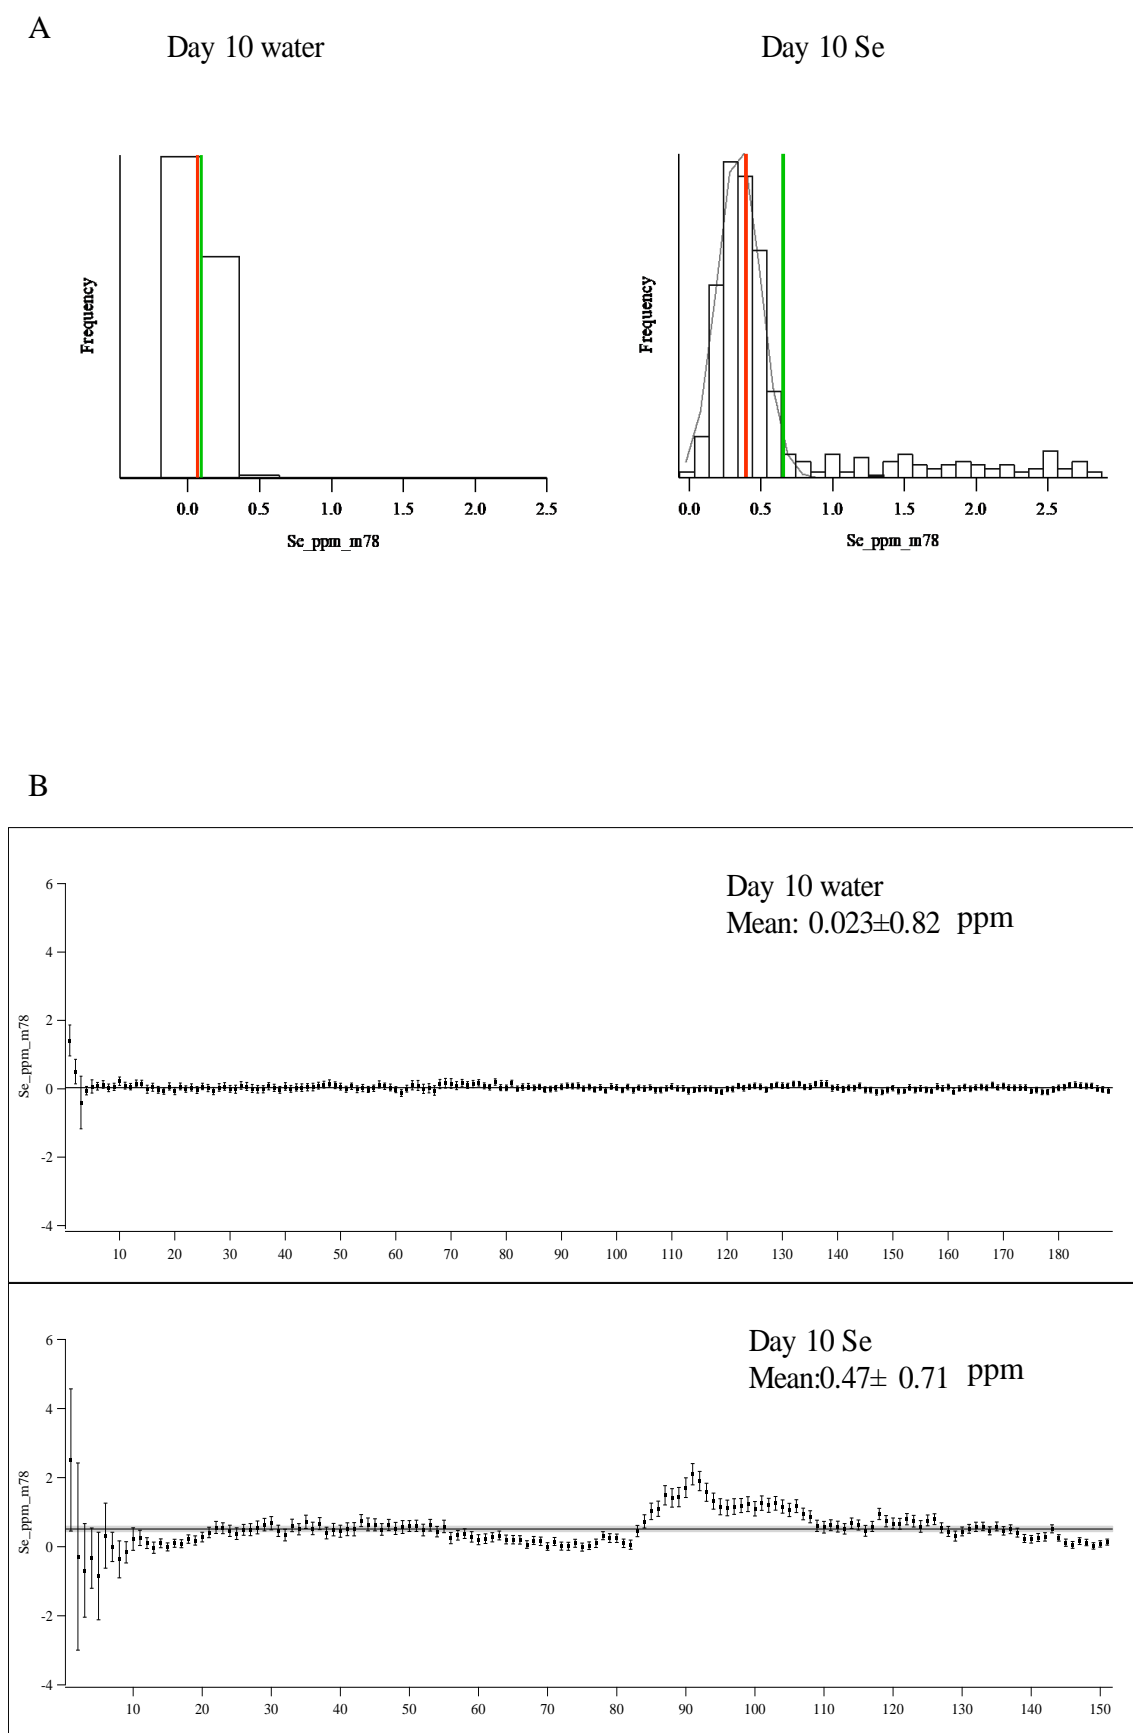 A
Day 10 water
Day 10 Se
Frequency
0.0 0.5 1.0 1.5 2.0 2.5
Se_ppm_m78
Frequency
0.0 0.5 1.0 1.5 2.0 2.5
Se_ppm_m78
B
Day 10 water
Mean: 0.023±0.82 ppm
Se_ppm_m78
6
4
2
0
-2
-4
10 20 30 40 50 60 70 80 90 100 110 120 130 140 150 160 170 180
Day 10 Se
Mean:0.47± 0.71 ppm
Se_ppm_m78
6
4
2
0
-2
-4
10 20 30 40 50 60 70 80 90 100 110 120 130 140 150